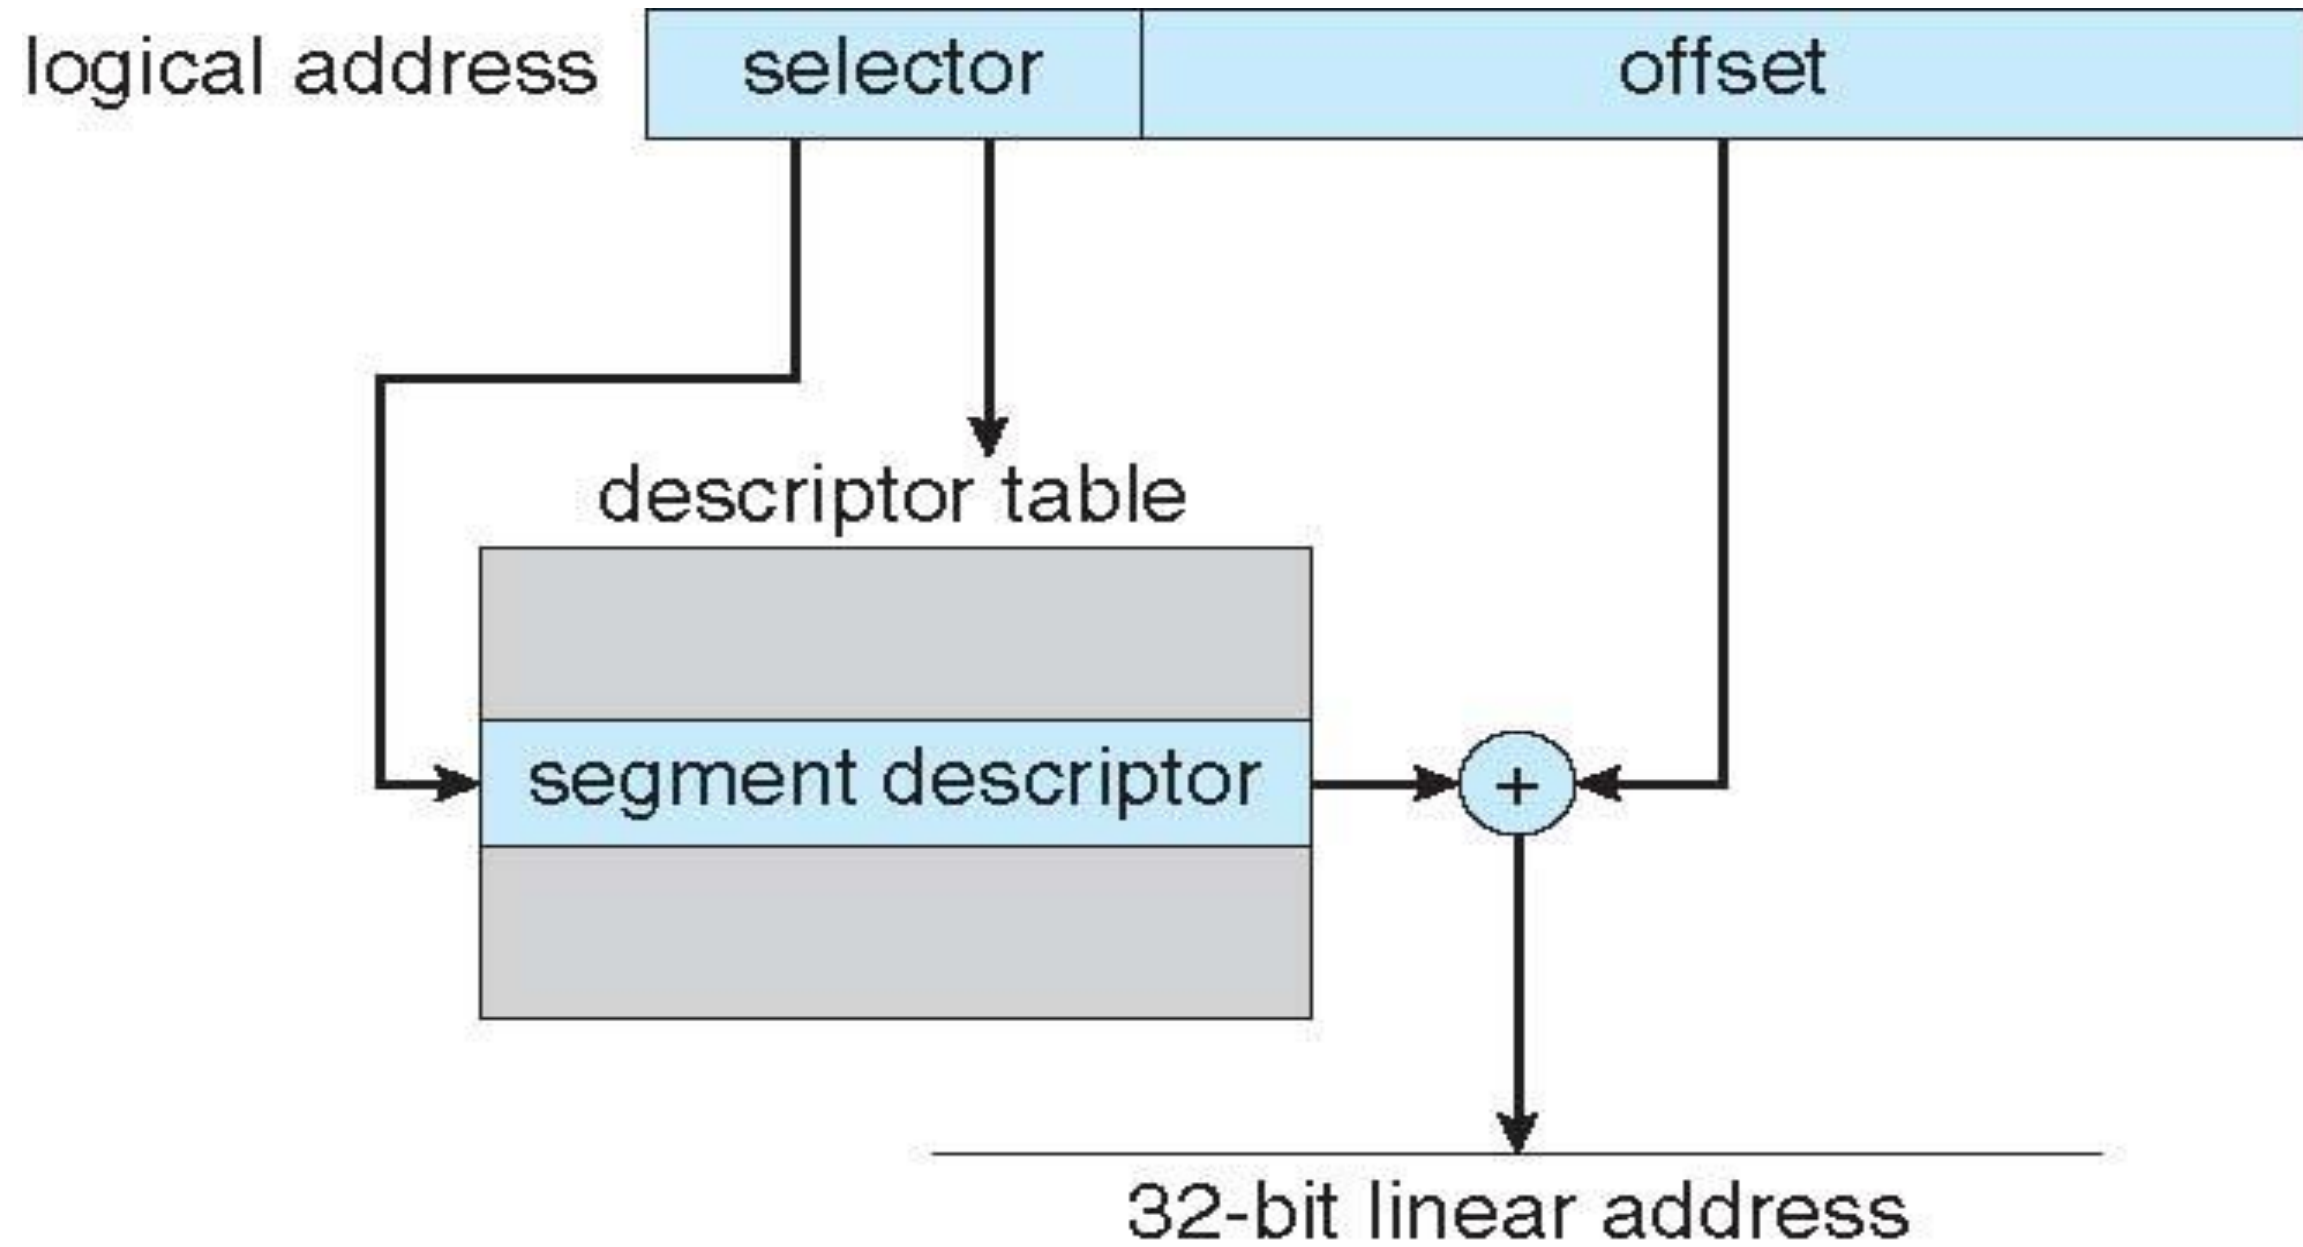 logical address selector offset
descriptor table
segment descriptor +
32-bit linear address